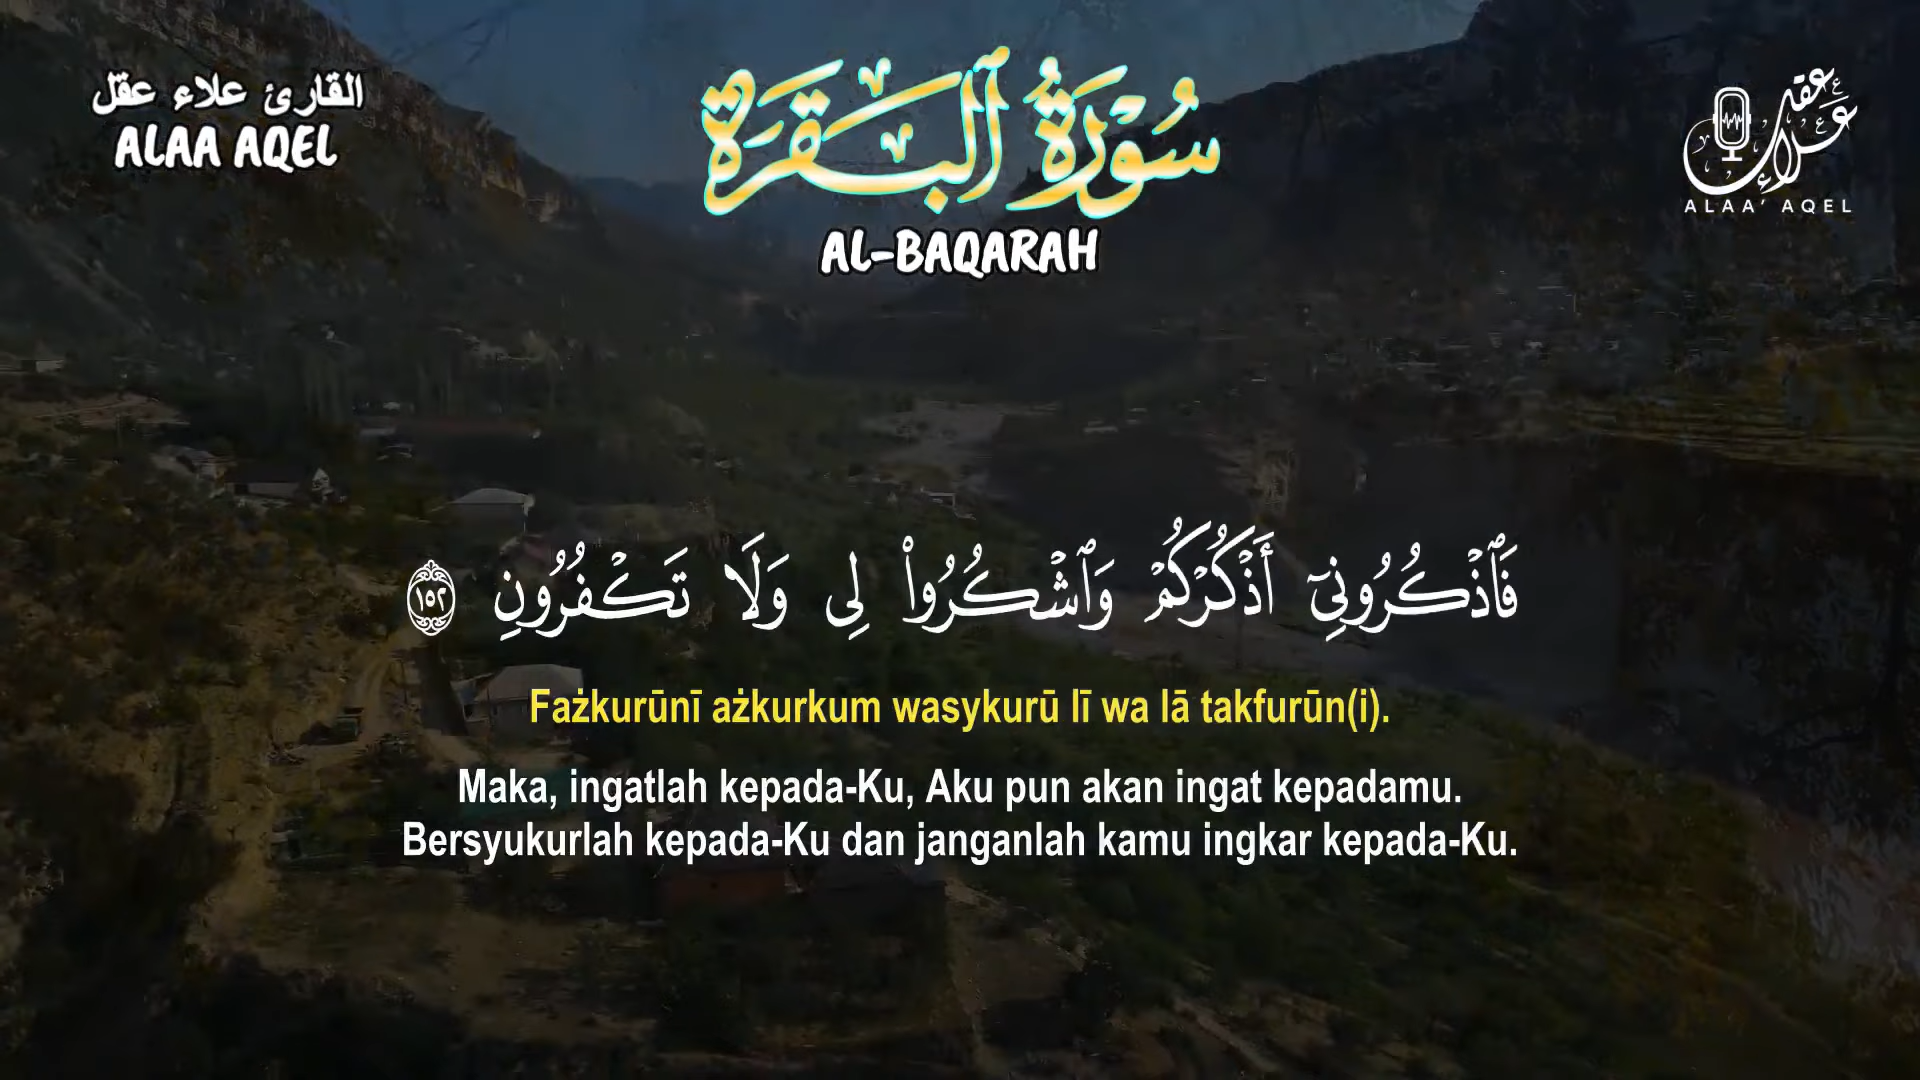 القارئ علاء عقل
ALAA AQEL
سُورَةُ ٱلْبَقَرَة
AL-BAQARAH
علاء عقل
ALAA' AQEL
فَٱذْكُرُونِىٓ أَذْكُرْكُمْ وَٱشْكُرُوا۟ لِى وَلَا تَكْفُرُونِ ١٥٢
Fażkurūnī ażkurkum wasykurū lī wa lā takfurūn(i).
Maka, ingatlah kepada-Ku, Aku pun akan ingat kepadamu.
Bersyukurlah kepada-Ku dan janganlah kamu ingkar kepada-Ku.